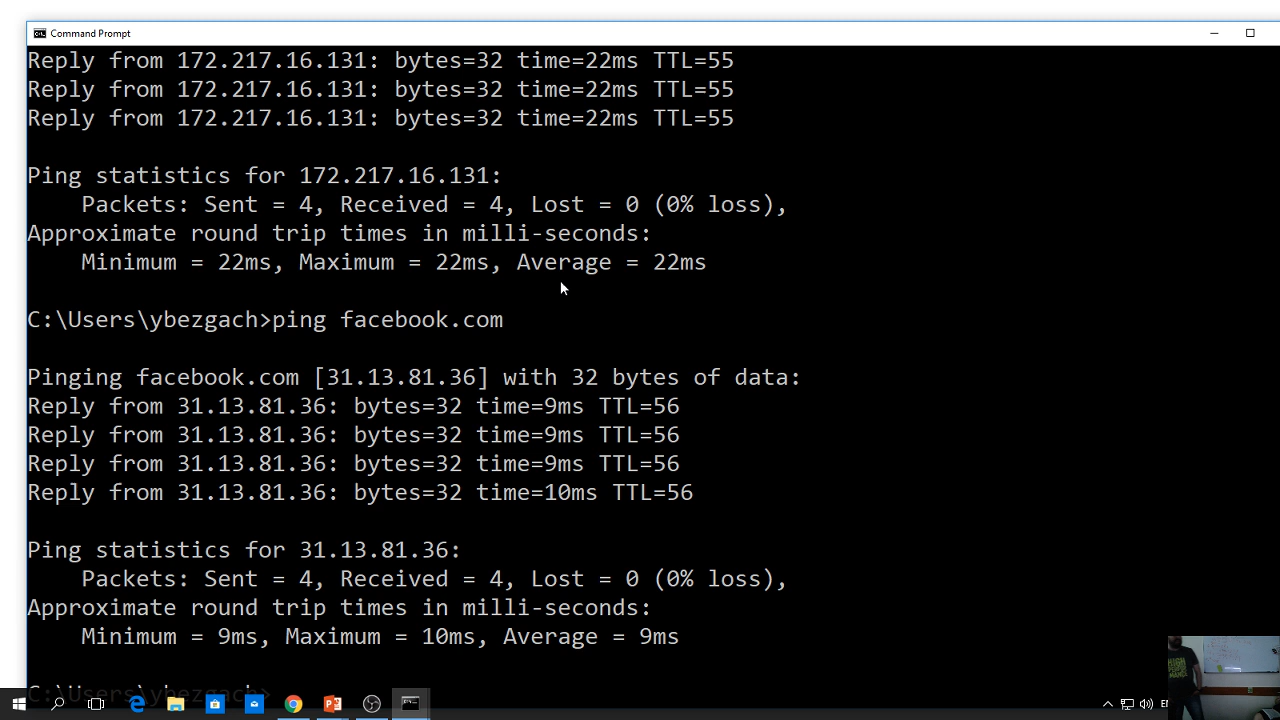 Command Prompt
Reply from 172.217.16.131: bytes=32 time=22ms TTL=55
Reply from 172.217.16.131: bytes=32 time=22ms TTL=55
Reply from 172.217.16.131: bytes=32 time=22ms TTL=55
Ping statistics for 172.217.16.131:
Packets: Sent = 4, Received = 4, Lost = 0 (0% loss),
Approximate round trip times in milli-seconds:
Minimum = 22ms, Maximum = 22ms, Average = 22ms
C:\Users\ybezgach>ping facebook.com
Pinging facebook.com [31.13.81.36] with 32 bytes of data:
Reply from 31.13.81.36: bytes=32 time=9ms TTL=56
Reply from 31.13.81.36: bytes=32 time=9ms TTL=56
Reply from 31.13.81.36: bytes=32 time=9ms TTL=56
Reply from 31.13.81.36: bytes=32 time=10ms TTL=56
Ping statistics for 31.13.81.36:
Packets: Sent = 4, Received = 4, Lost = 0 (0% loss),
Approximate round trip times in milli-seconds:
Minimum = 9ms, Maximum = 10ms, Average = 9ms
C:\Users\ybezgach>